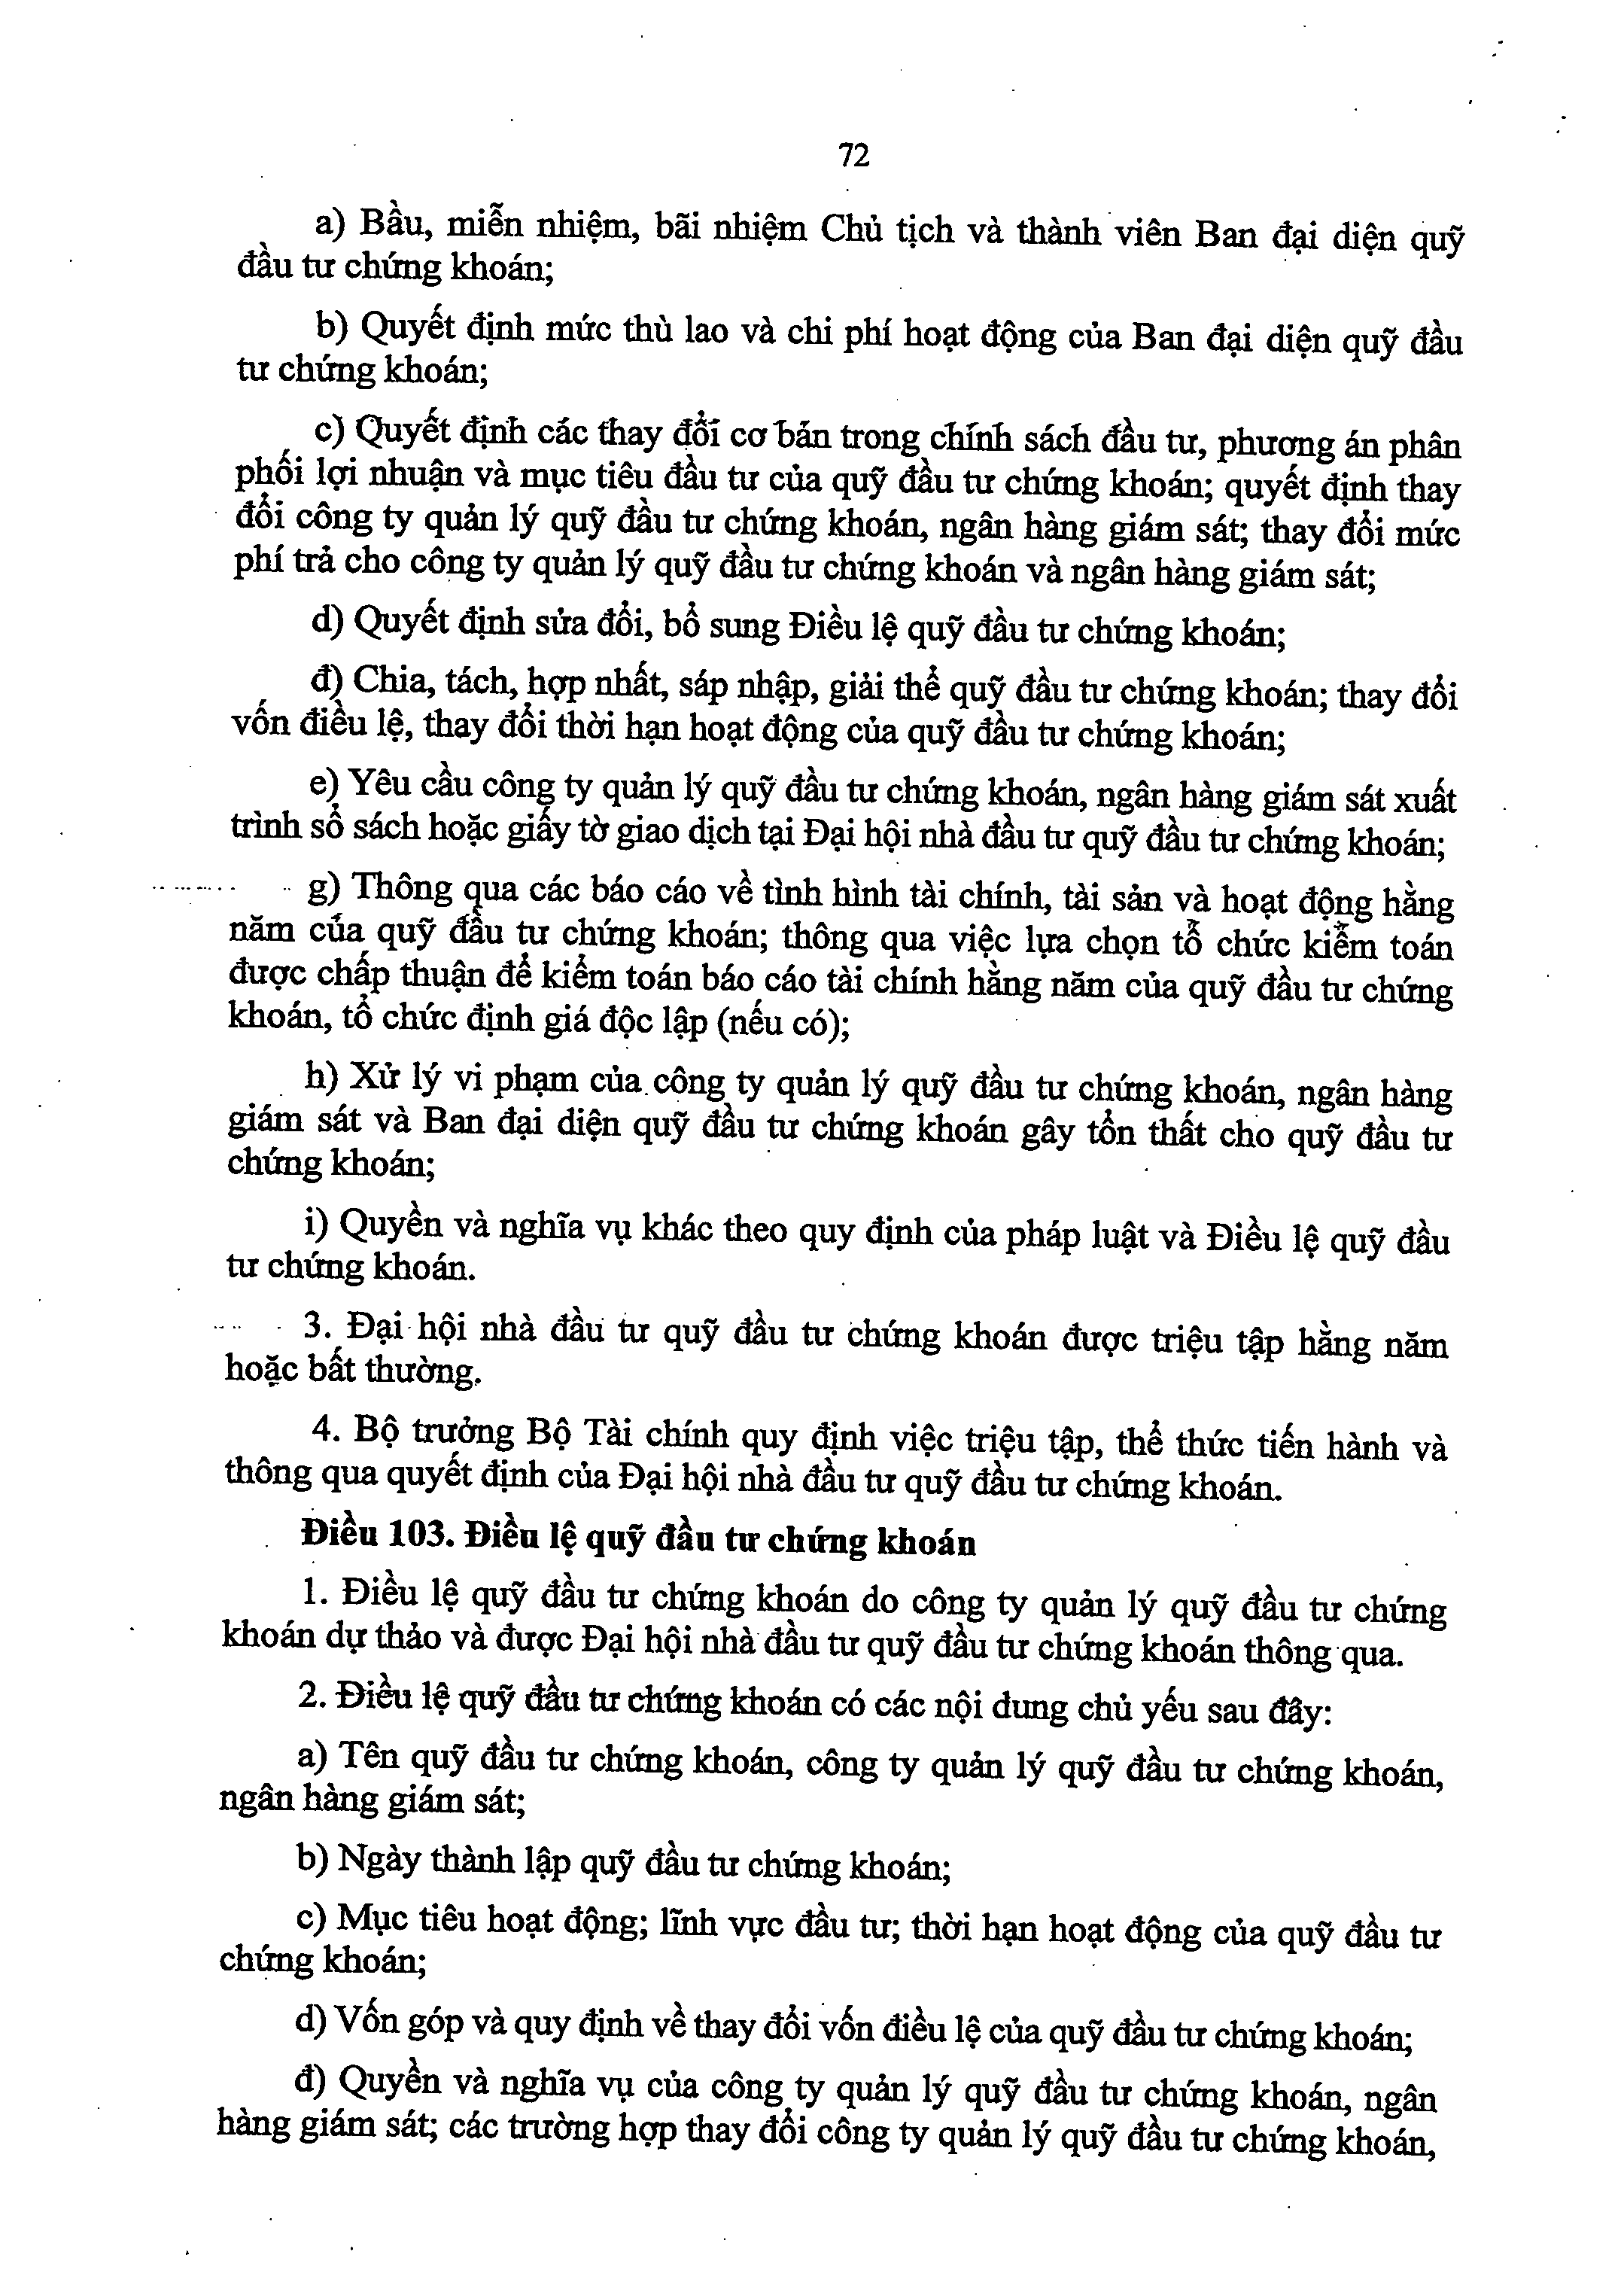 72
a) Bầu, miễn nhiệm, bãi nhiệm Chủ tịch và thành viên Ban đại diện quỹ
đầu tư chứng khoán;
b) Quyết định mức thù lao và chi phí hoạt động của Ban đại diện quỹ đầu
tư chứng khoán;
c) Quyết định các thay đổi cơ bản trong chính sách đầu tư, phương án phân
phối lợi nhuận và mục tiêu đầu tư của quỹ đầu tư chứng khoán; quyết định thay
đổi công ty quản lý quỹ đầu tư chứng khoán, ngân hàng giám sát; thay đổi mức
phí trả cho công ty quản lý quỹ đầu tư chứng khoán và ngân hàng giám sát;
d) Quyết định sửa đổi, bổ sung Điều lệ quỹ đầu tư chứng khoán;
đ) Chia, tách, hợp nhất, sáp nhập, giải thể quỹ đầu tư chứng khoán; thay đổi
vốn điều lệ, thay đổi thời hạn hoạt động của quỹ đầu tư chứng khoán;
e) Yêu cầu công ty quản lý quỹ đầu tư chứng khoán, ngân hàng giám sát xuất
trình sổ sách hoặc giấy tờ giao dịch tại Đại hội nhà đầu tư quỹ đầu tư chứng khoán;
g) Thông qua các báo cáo về tình hình tài chính, tài sản và hoạt động hằng
năm của quỹ đầu tư chứng khoán; thông qua việc lựa chọn tổ chức kiểm toán
được chấp thuận để kiểm toán báo cáo tài chính hằng năm của quỹ đầu tư chứng
khoán, tổ chức định giá độc lập (nếu có);
h) Xử lý vi phạm của công ty quản lý quỹ đầu tư chứng khoán, ngân hàng
giám sát và Ban đại diện quỹ đầu tư chứng khoán gây tổn thất cho quỹ đầu tư
chứng khoán;
i) Quyền và nghĩa vụ khác theo quy định của pháp luật và Điều lệ quỹ đầu
tư chứng khoán.
3. Đại hội nhà đầu tư quỹ đầu tư chứng khoán được triệu tập hằng năm
hoặc bất thường.
4. Bộ trưởng Bộ Tài chính quy định việc triệu tập, thể thức tiến hành và
thông qua quyết định của Đại hội nhà đầu tư quỹ đầu tư chứng khoán.
Điều 103. Điều lệ quỹ đầu tư chứng khoán
1. Điều lệ quỹ đầu tư chứng khoán do công ty quản lý quỹ đầu tư chứng
khoán dự thảo và được Đại hội nhà đầu tư quỹ đầu tư chứng khoán thông qua.
2. Điều lệ quỹ đầu tư chứng khoán có các nội dung chủ yếu sau đây:
a) Tên quỹ đầu tư chứng khoán, công ty quản lý quỹ đầu tư chứng khoán,
ngân hàng giám sát;
b) Ngày thành lập quỹ đầu tư chứng khoán;
c) Mục tiêu hoạt động; lĩnh vực đầu tư; thời hạn hoạt động của quỹ đầu tư
chứng khoán;
d) Vốn góp và quy định về thay đổi vốn điều lệ của quỹ đầu tư chứng khoán;
đ) Quyền và nghĩa vụ của công ty quản lý quỹ đầu tư chứng khoán, ngân
hàng giám sát; các trường hợp thay đổi công ty quản lý quỹ đầu tư chứng khoán,